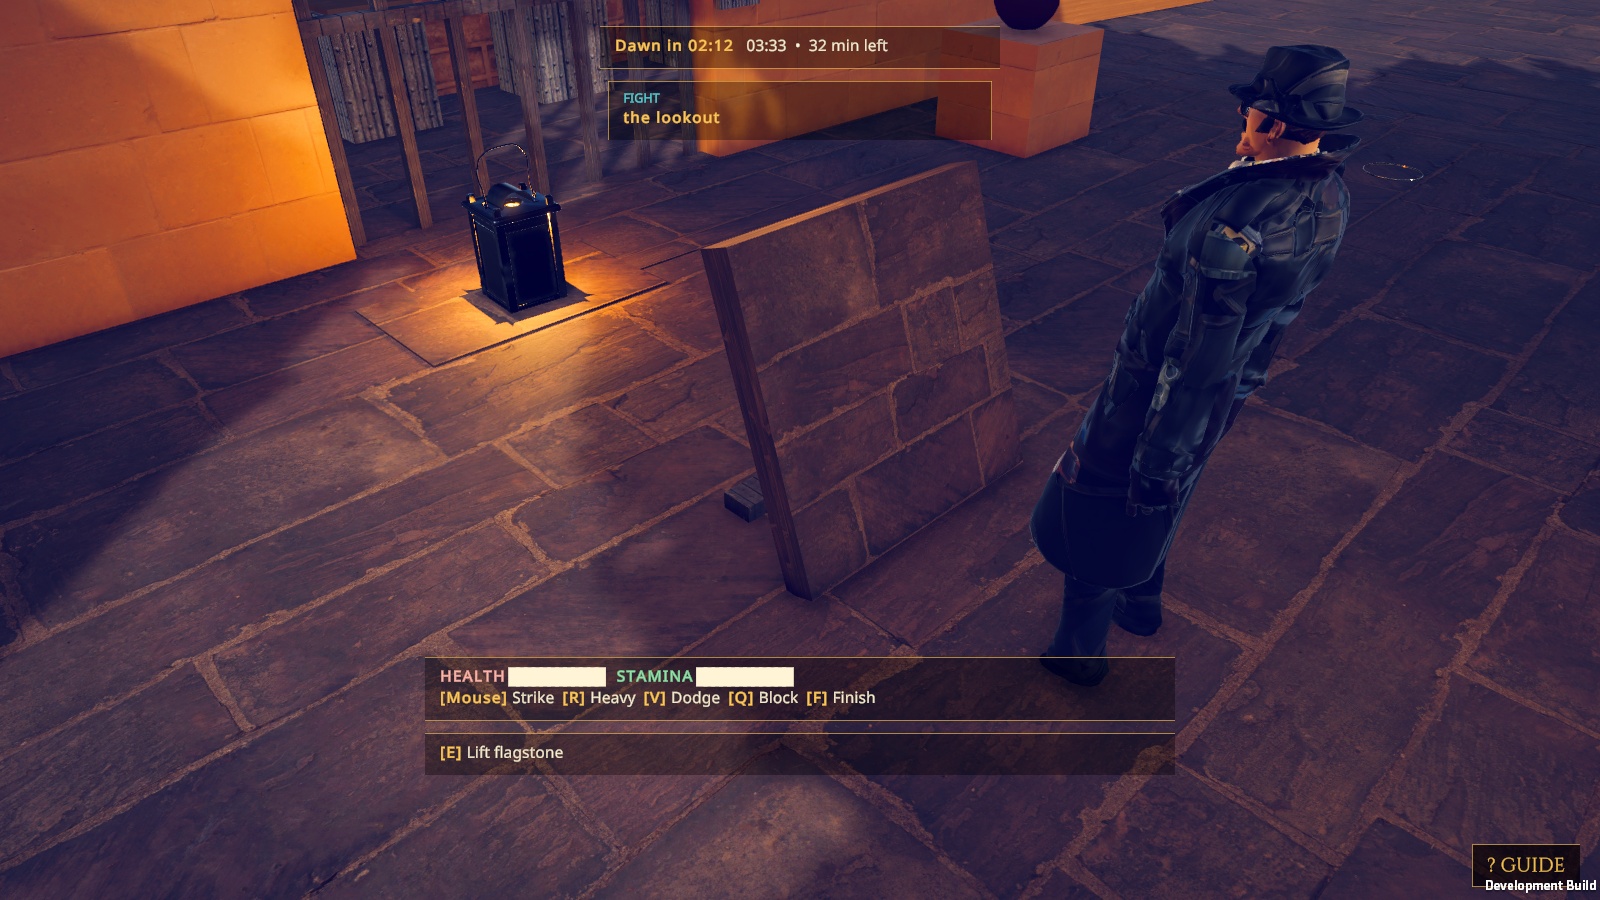 Dawn in 02:12 03:33 • 32 min left
FIGHT
the lookout
HEALTH STAMINA
[Mouse] Strike [R] Heavy [V] Dodge [Q] Block [F] Finish
[E] Lift flagstone
? GUIDE
Development Build